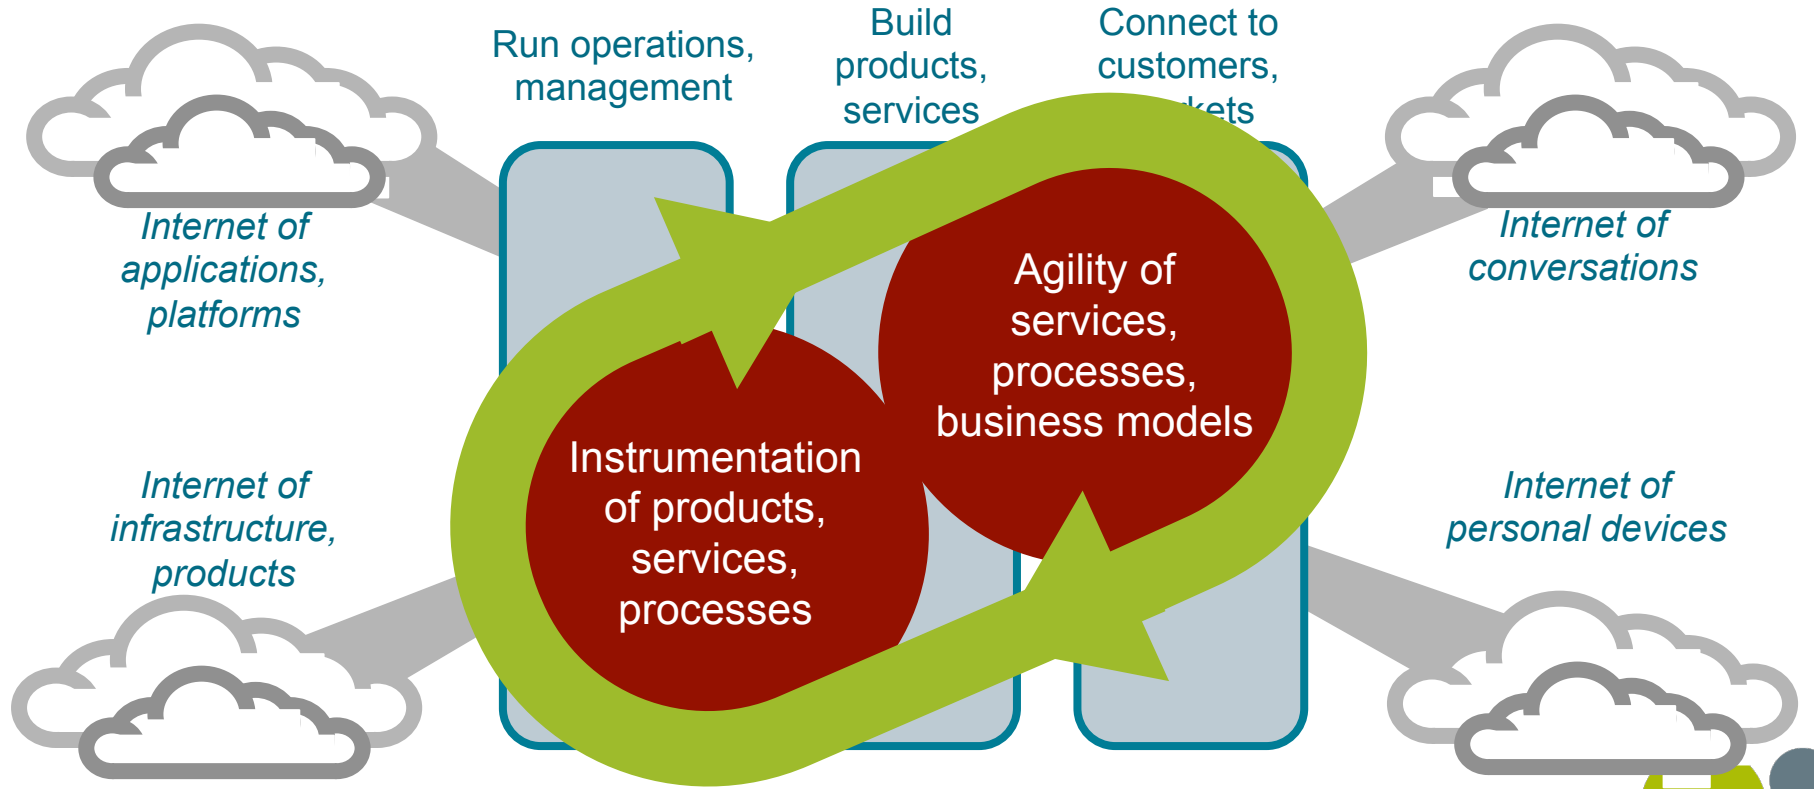 Run operations,
management
Build
products,
services
Connect to
customers,
Internet of
applications,
platforms
Internet of
conversations
Agility of
services,
processes,
business models
Instrumentation
of products,
services,
processes
Internet of
infrastructure,
products
Internet of
personal devices